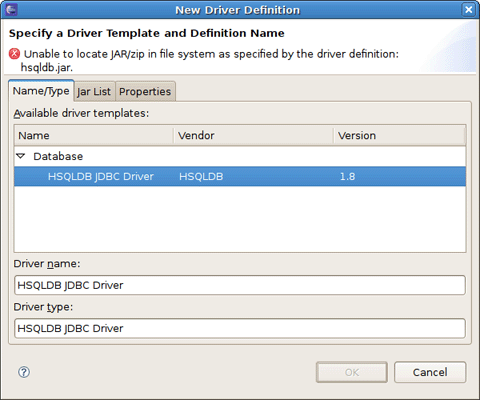 New Driver Definition
Specify a Driver Template and Definition Name
Unable to locate JAR/zip in file system as specified by the driver definition:
hsqldb.jar.
Name/Type Jar List Properties
Available driver templates:
Name Vendor Version
Database
HSQLDB JDBC Driver HSQLDB 1.8
Driver name:
HSQLDB JDBC Driver
Driver type:
HSQLDB JDBC Driver
? OK Cancel